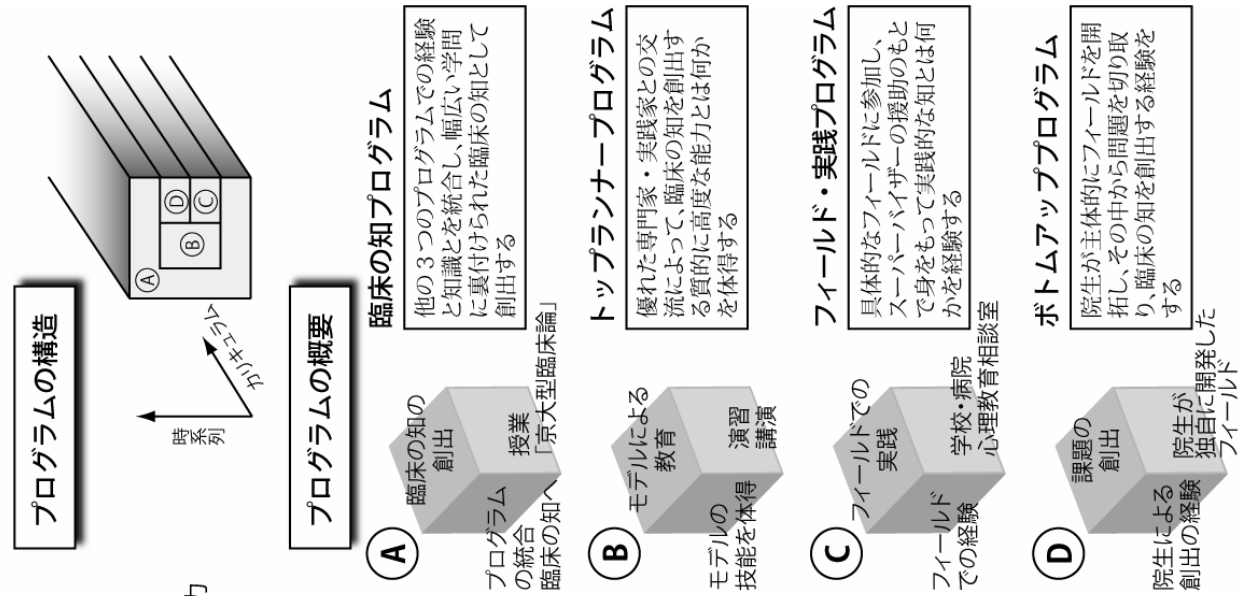 プログラムの構造
時系列
カリキュラム
A
B
D
C
プログラムの概要
A
臨床の知の
創出
授業
「京大型臨床論」
プログラム
の統合
臨床の知へ
臨床の知プログラム
他の３つのプログラムでの経験
と知識とを統合し、幅広い学問
に裏付けられた臨床の知として
創出する
B
モデルによる
教育
演習
講演
モデルの
技能を体得
トップランナープログラム
優れた専門家・実践家との交
流によって、臨床の知を創出す
る質的に高度な能力とは何か
を体得する
C
フィールドでの
実践
学校・病院
心理教育相談室
フィールド
での経験
フィールド・実践プログラム
具体的なフィールドに参加し、
スーパーバイザーの援助のもと
で身をもって実践的な知とは何
かを経験する
D
課題の
創出
院生が
独自に開発した
フィールド
院生による
創出の経験
ボトムアッププログラム
院生が主体的にフィールドを開
拓し、その中から問題を切り取
り、臨床の知を創出する経験を
する